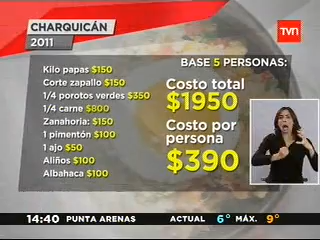 CHARQUICÁN
2011
tvn
BASE 5 PERSONAS:
Kilo papas $150
Corte zapallo $150
1/4 porotos verdes $350
1/4 carne $800
Zanahoria: $150
1 pimentón $100
1 ajo $50
Aliños $100
Albahaca $100
Costo total
$1950
Costo por
persona
$390
14:40 PUNTA ARENAS ACTUAL 6° MÁX. 9°